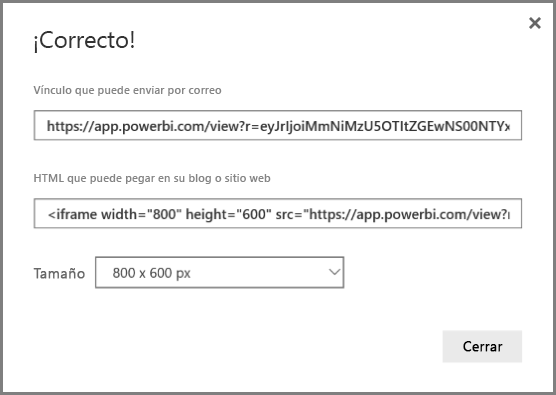 ¡Correcto!
Vínculo que puede enviar por correo
https://app.powerbi.com/view?r=eyJrIjoiMmNiMzU5OTItZGEwNS00NTYx
HTML que puede pegar en su blog o sitio web
<iframe width="800" height="600" src="https://app.powerbi.com/view?r
Tamaño 800 x 600 px
Cerrar